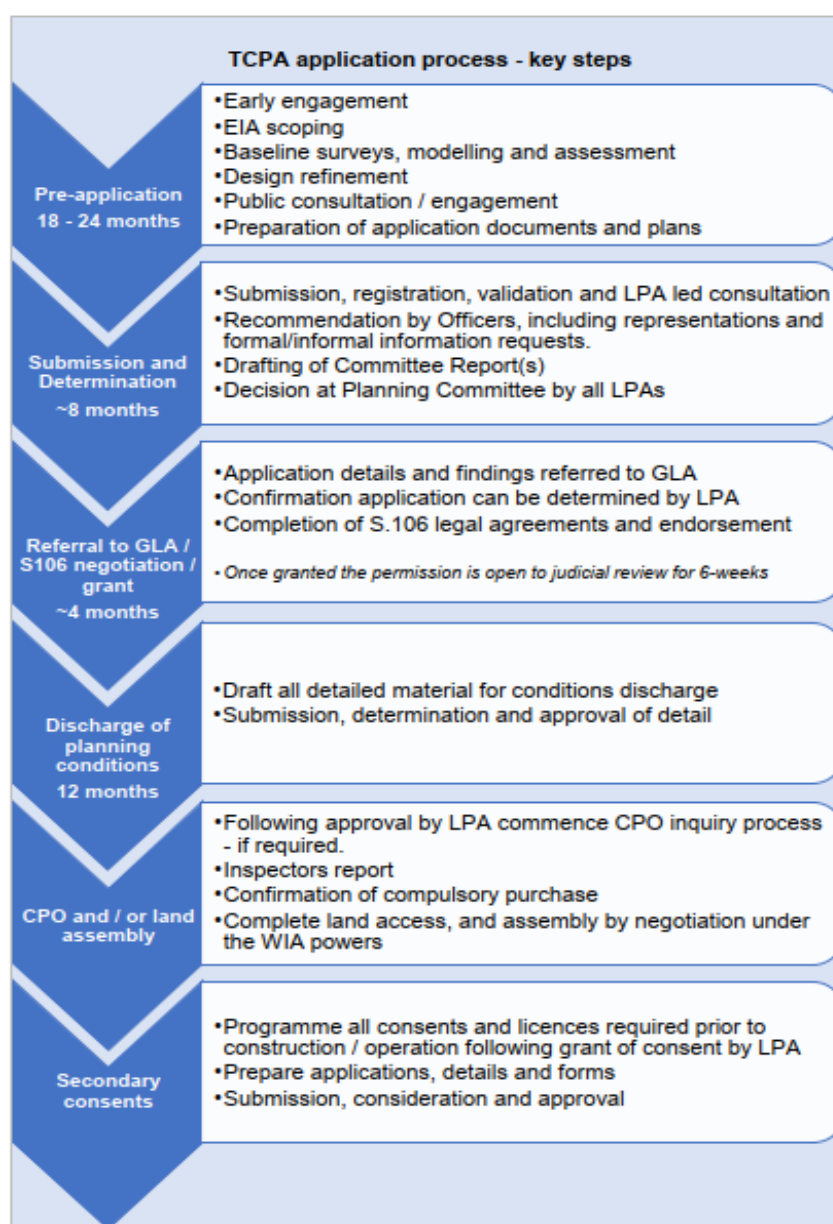 TCPA application process - key steps
Pre-application
18 - 24 months
•Early engagement
•EIA scoping
•Baseline surveys, modelling and assessment
•Design refinement
•Public consultation / engagement
•Preparation of application documents and plans
Submission and
Determination
~8 months
•Submission, registration, validation and LPA led consultation
•Recommendation by Officers, including representations and
formal/informal information requests.
•Drafting of Committee Report(s)
•Decision at Planning Committee by all LPAs
Referral to GLA /
S106 negotiation /
grant
~4 months
•Application details and findings referred to GLA
•Confirmation application can be determined by LPA
•Completion of S.106 legal agreements and endorsement
• Once granted the permission is open to judicial review for 6-weeks
Discharge of
planning
conditions
12 months
•Draft all detailed material for conditions discharge
•Submission, determination and approval of detail
CPO and / or land
assembly
•Following approval by LPA commence CPO inquiry process
- if required.
•Inspectors report
•Confirmation of compulsory purchase
•Complete land access, and assembly by negotiation under
the WIA powers
Secondary
consents
•Programme all consents and licences required prior to
construction / operation following grant of consent by LPA
•Prepare applications, details and forms
•Submission, consideration and approval